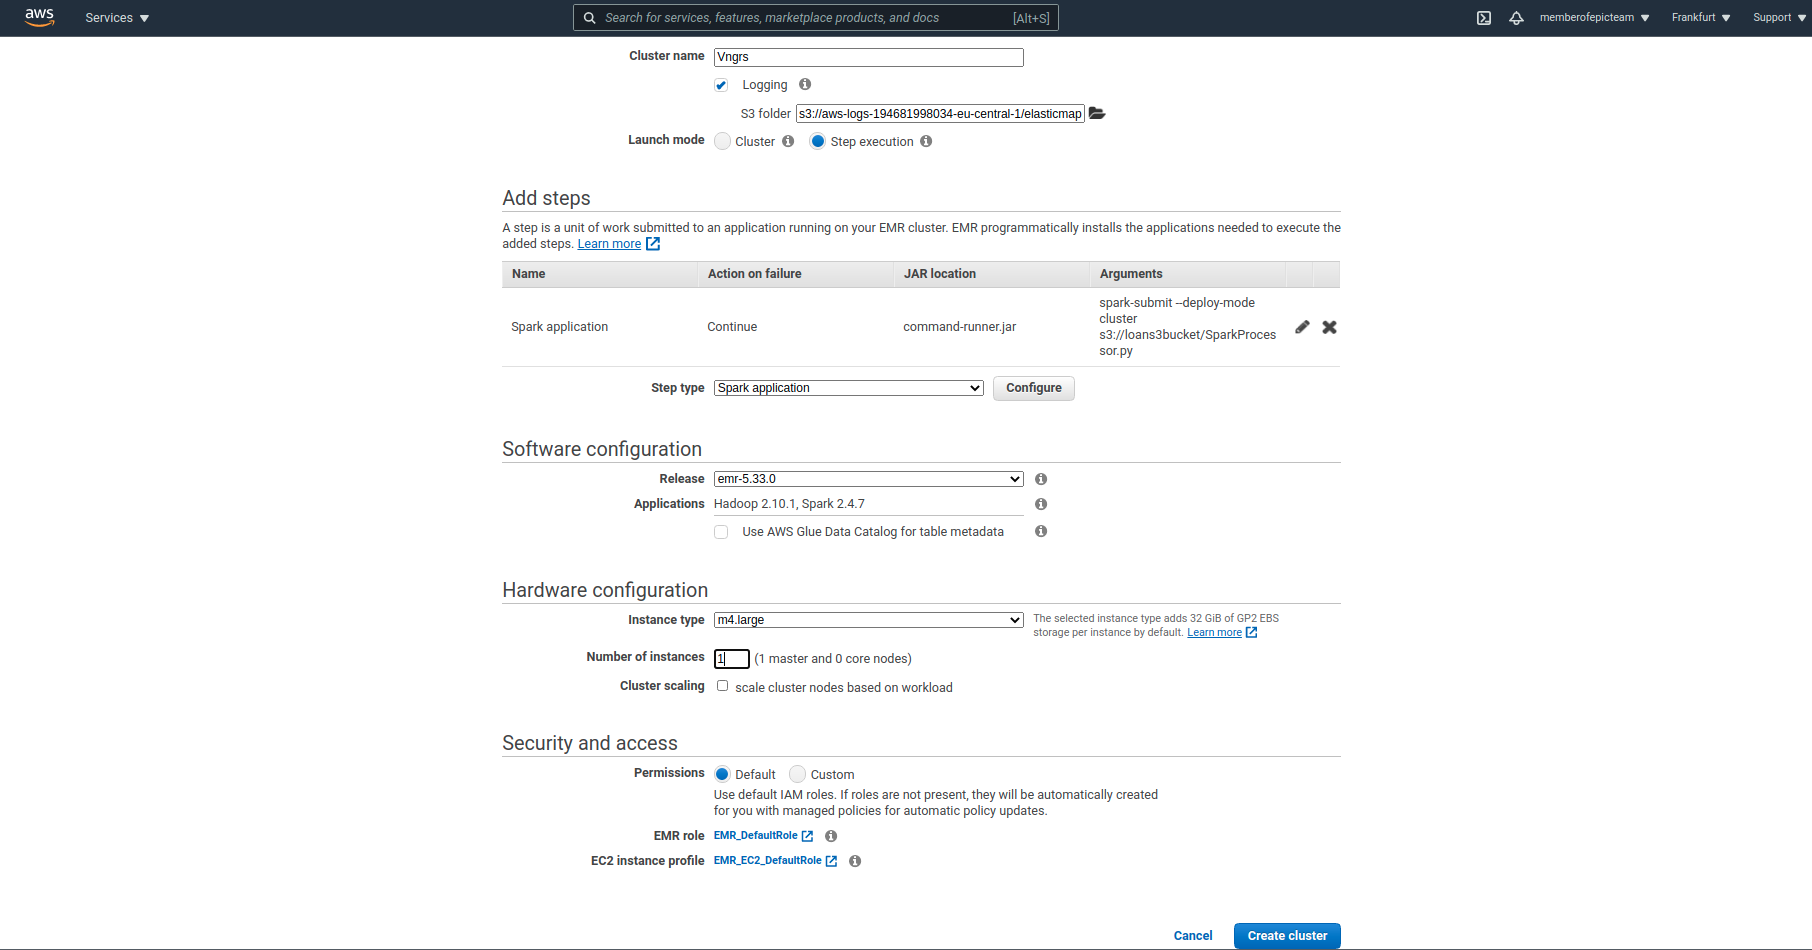 aws
Services
Search for services, features, marketplace products, and docs
[Alt+S]
memberofepicteam
Frankfurt
Support
Cluster name
Vngrs
Logging
S3 folder
s3://aws-logs-194681998034-eu-central-1/elasticmap
Launch mode
Cluster
Step execution
Add steps
A step is a unit of work submitted to an application running on your EMR cluster. EMR programmatically installs the applications needed to execute the
added steps. Learn more
Name
Action on failure
JAR location
Arguments
Spark application
Continue
command-runner.jar
spark-submit --deploy-mode
cluster
s3://loans3bucket/SparkProces
sor.py
Step type
Spark application
Configure
Software configuration
Release
emr-5.33.0
Applications
Hadoop 2.10.1, Spark 2.4.7
Use AWS Glue Data Catalog for table metadata
Hardware configuration
Instance type
m4.large
The selected instance type adds 32 GiB of GP2 EBS
storage per instance by default. Learn more
Number of instances
1
(1 master and 0 core nodes)
Cluster scaling
scale cluster nodes based on workload
Security and access
Permissions
Default
Custom
Use default IAM roles. If roles are not present, they will be automatically created
for you with managed policies for automatic policy updates.
EMR role
EMR_DefaultRole
EC2 instance profile
EMR_EC2_DefaultRole
Cancel
Create cluster